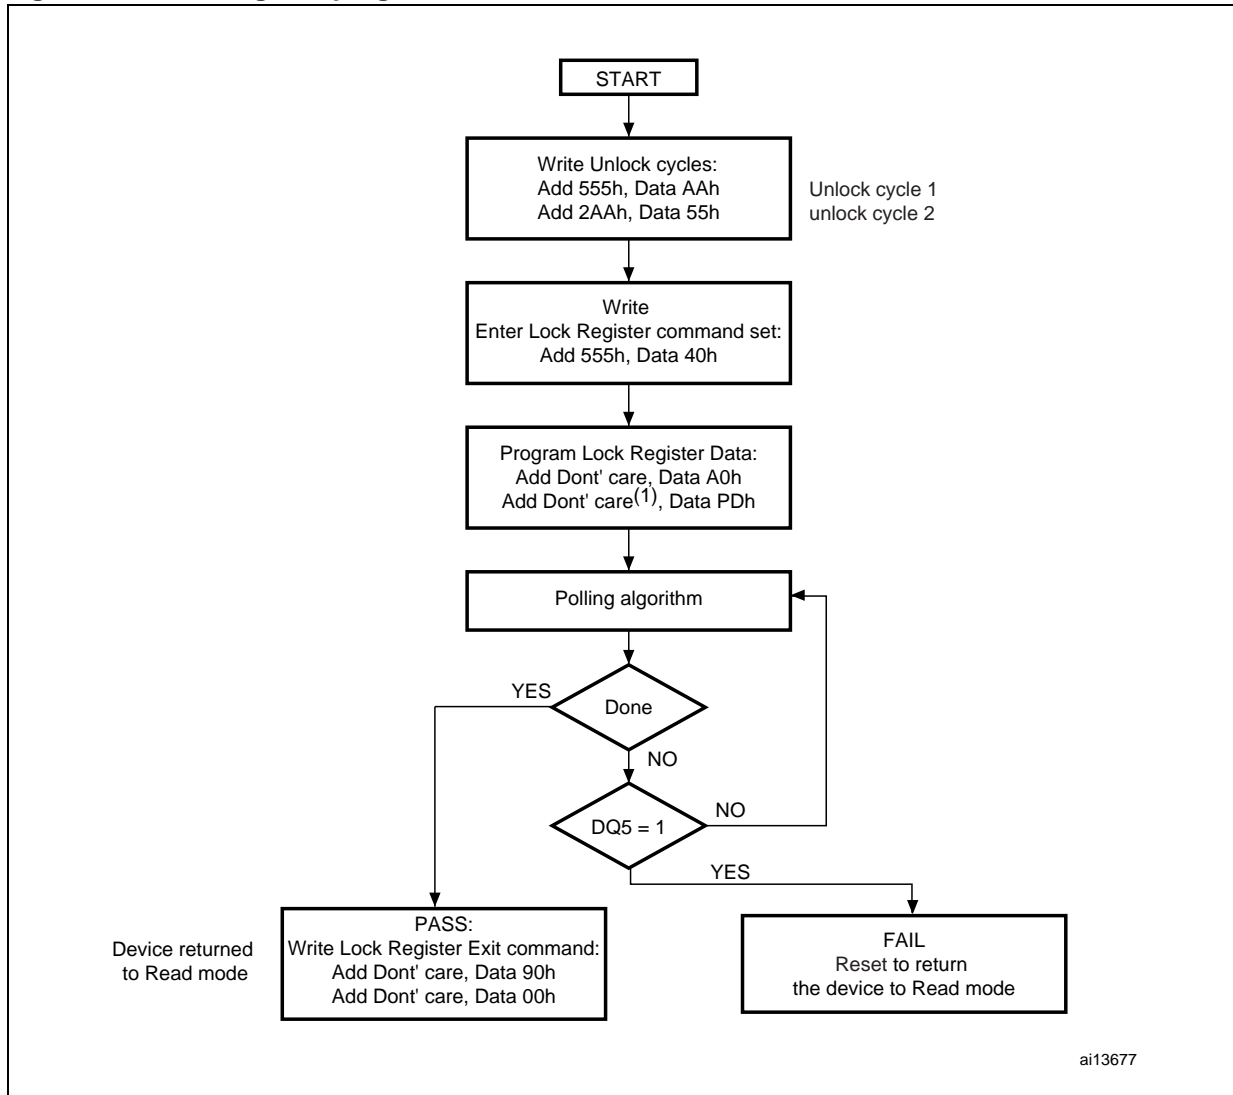 START
Write Unlock cycles:
Add 555h, Data AAh
Add 2AAh, Data 55h
Unlock cycle 1
unlock cycle 2
Write
Enter Lock Register command set:
Add 555h, Data 40h
Program Lock Register Data:
Add Dont' care, Data A0h
Add Dont' care(1), Data PDh
Polling algorithm
YES
Done
NO
DQ5 = 1
NO
YES
Device returned
to Read mode
PASS:
Write Lock Register Exit command:
Add Dont' care, Data 90h
Add Dont' care, Data 00h
FAIL
Reset to return
the device to Read mode
ai13677